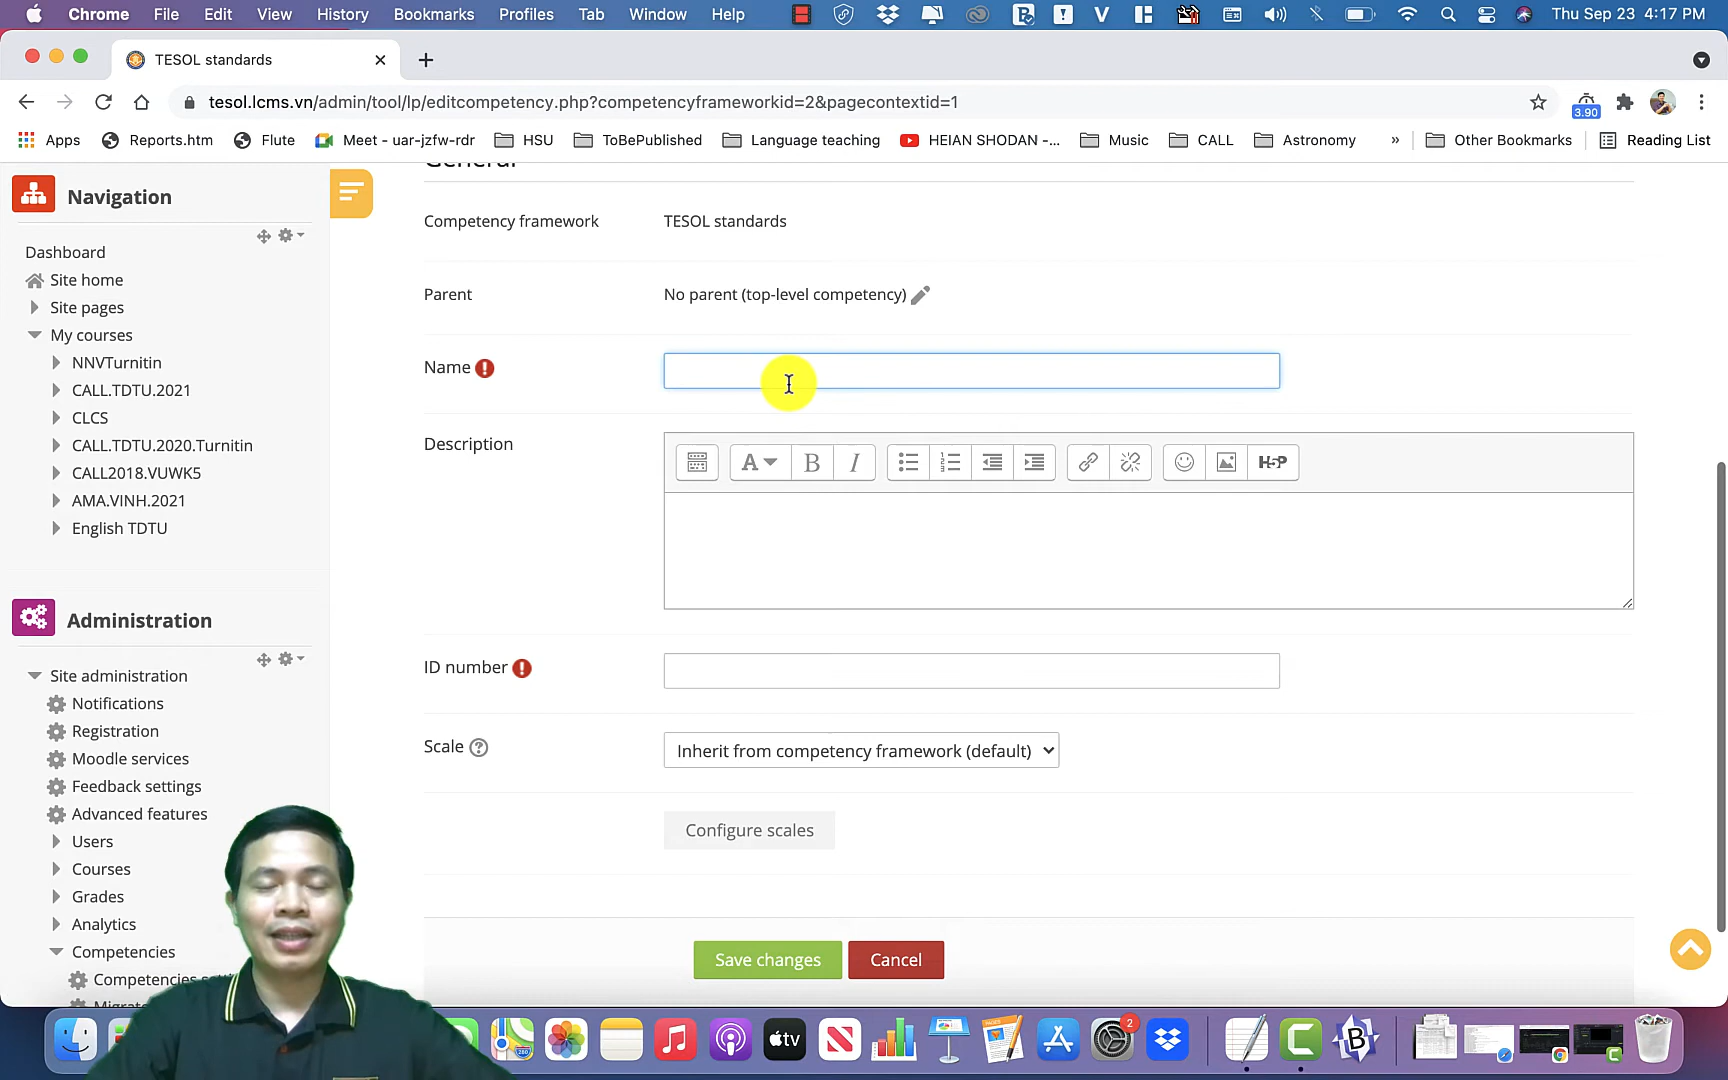 Chrome File Edit View History Bookmarks Profiles Tab Window Help Thu Sep 23 4:17 PM
TESOL standards
tesol.lcms.vn/admin/tool/lp/editcompetency.php?competencyframeworkid=2&pagecontextid=1
3.90
Apps Reports.htm Flute Meet - uar-jzfw-rdr HSU ToBePublished Language teaching HEIAN SHODAN -... Music CALL Astronomy » Other Bookmarks Reading List
General
Navigation
Competency framework TESOL standards
Dashboard
Site home
Parent No parent (top-level competency)
Site pages
My courses
NNVTurnitin
Name
CALL.TDTU.2021
CLCS
Description
CALL.TDTU.2020.Turnitin
A B I H5P
CALL2018.VUWK5
AMA.VINH.2021
English TDTU
Administration
ID number
Site administration
Notifications
Registration
Scale Inherit from competency framework (default)
Moodle services
Feedback settings
Advanced features
Configure scales
Users
Courses
Grades
Analytics
Competencies
Save changes Cancel
Competencies
tv
2